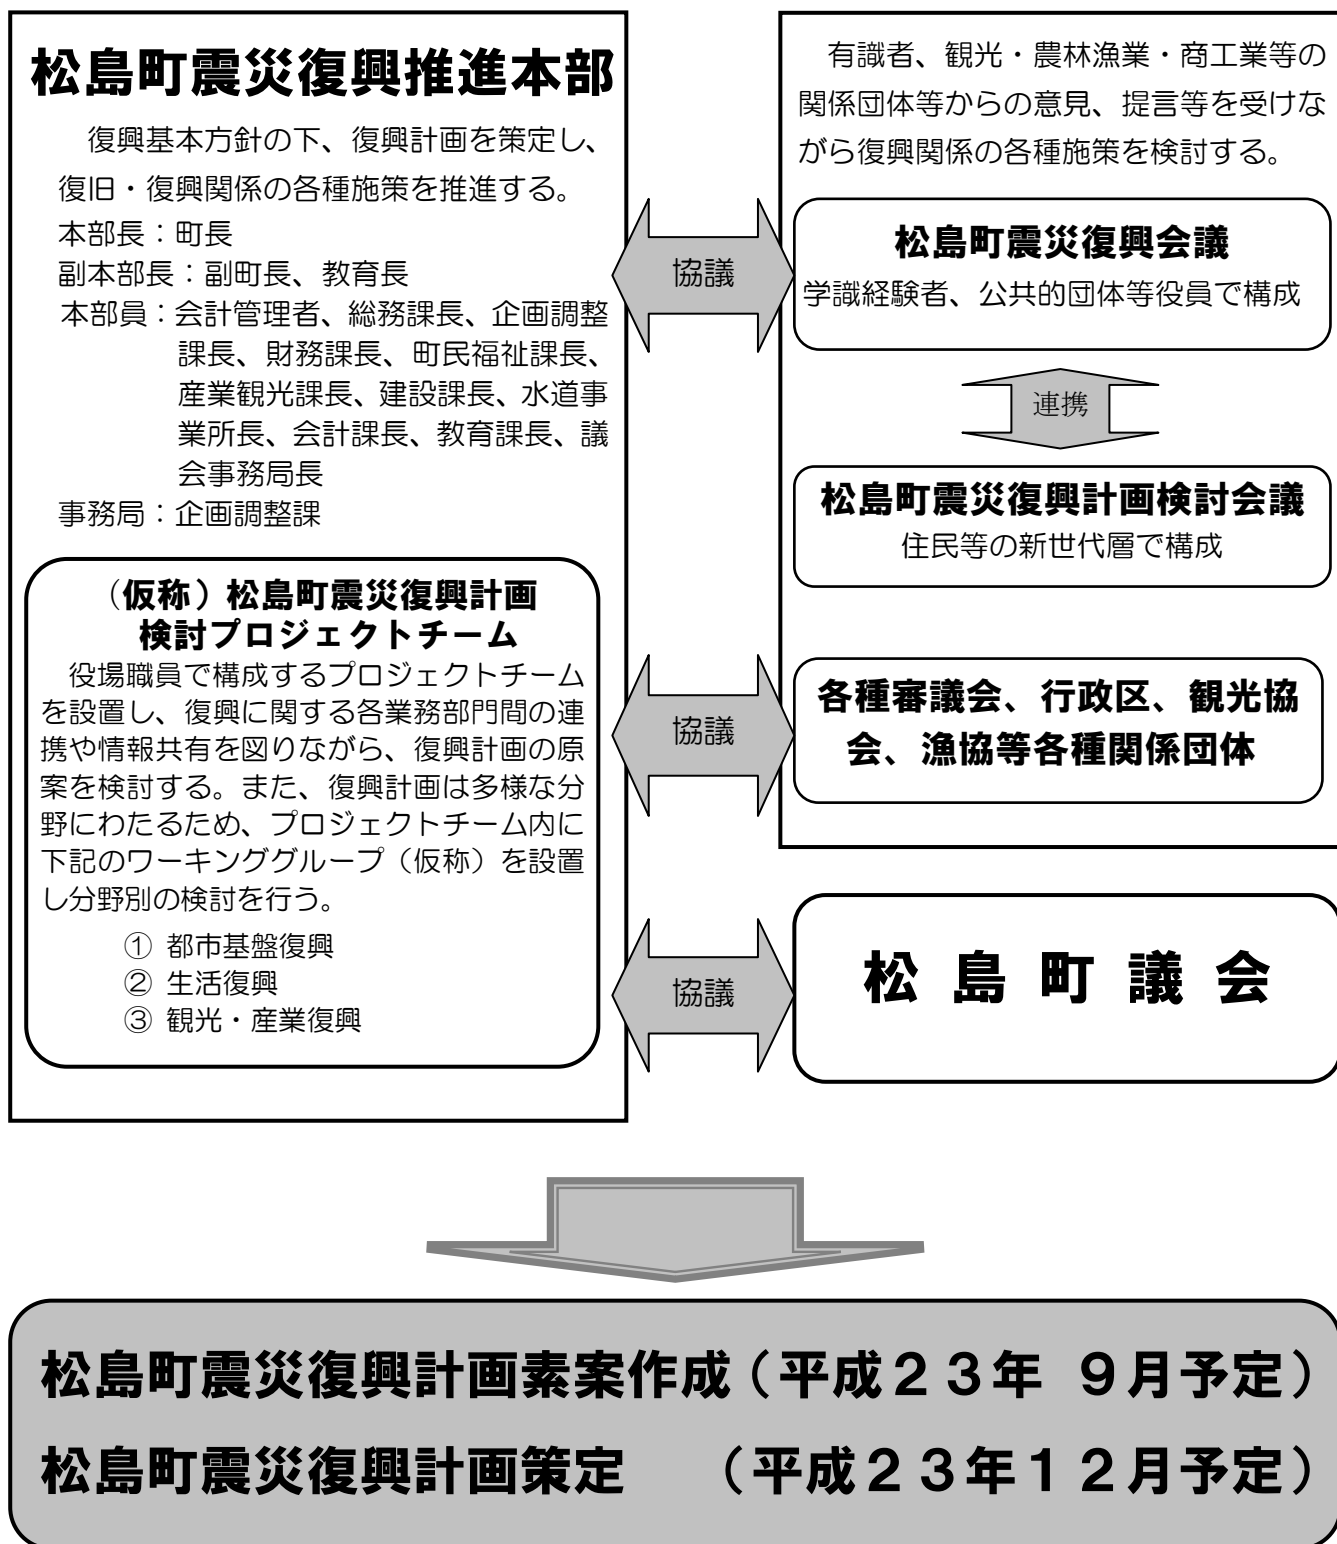 松島町震災復興推進本部
復興基本方針の下、復興計画を策定し、
復旧・復興関係の各種施策を推進する。
本部長：町長
副本部長：副町長、教育長
本部員：会計管理者、総務課長、企画調整
課長、財務課長、町民福祉課長、
産業観光課長、建設課長、水道事
業所長、会計課長、教育課長、議
会事務局長
事務局：企画調整課
（仮称）松島町震災復興計画
検討プロジェクトチーム
役場職員で構成するプロジェクトチーム
を設置し、復興に関する各業務部門間の連
携や情報共有を図りながら、復興計画の原
案を検討する。また、復興計画は多様な分
野にわたるため、プロジェクトチーム内に
下記のワーキンググループ（仮称）を設置
し分野別の検討を行う。
① 都市基盤復興
② 生活復興
③ 観光・産業復興
協議
協議
協議
有識者、観光・農林漁業・商工業等の
関係団体等からの意見、提言等を受けな
がら復興関係の各種施策を検討する。
松島町震災復興会議
学識経験者、公共的団体等役員で構成
連携
松島町震災復興計画検討会議
住民等の新世代層で構成
各種審議会、行政区、観光協
会、漁協等各種関係団体
松 島 町 議 会
松島町震災復興計画素案作成（平成２３年 ９月予定）
松島町震災復興計画策定 （平成２３年１２月予定）